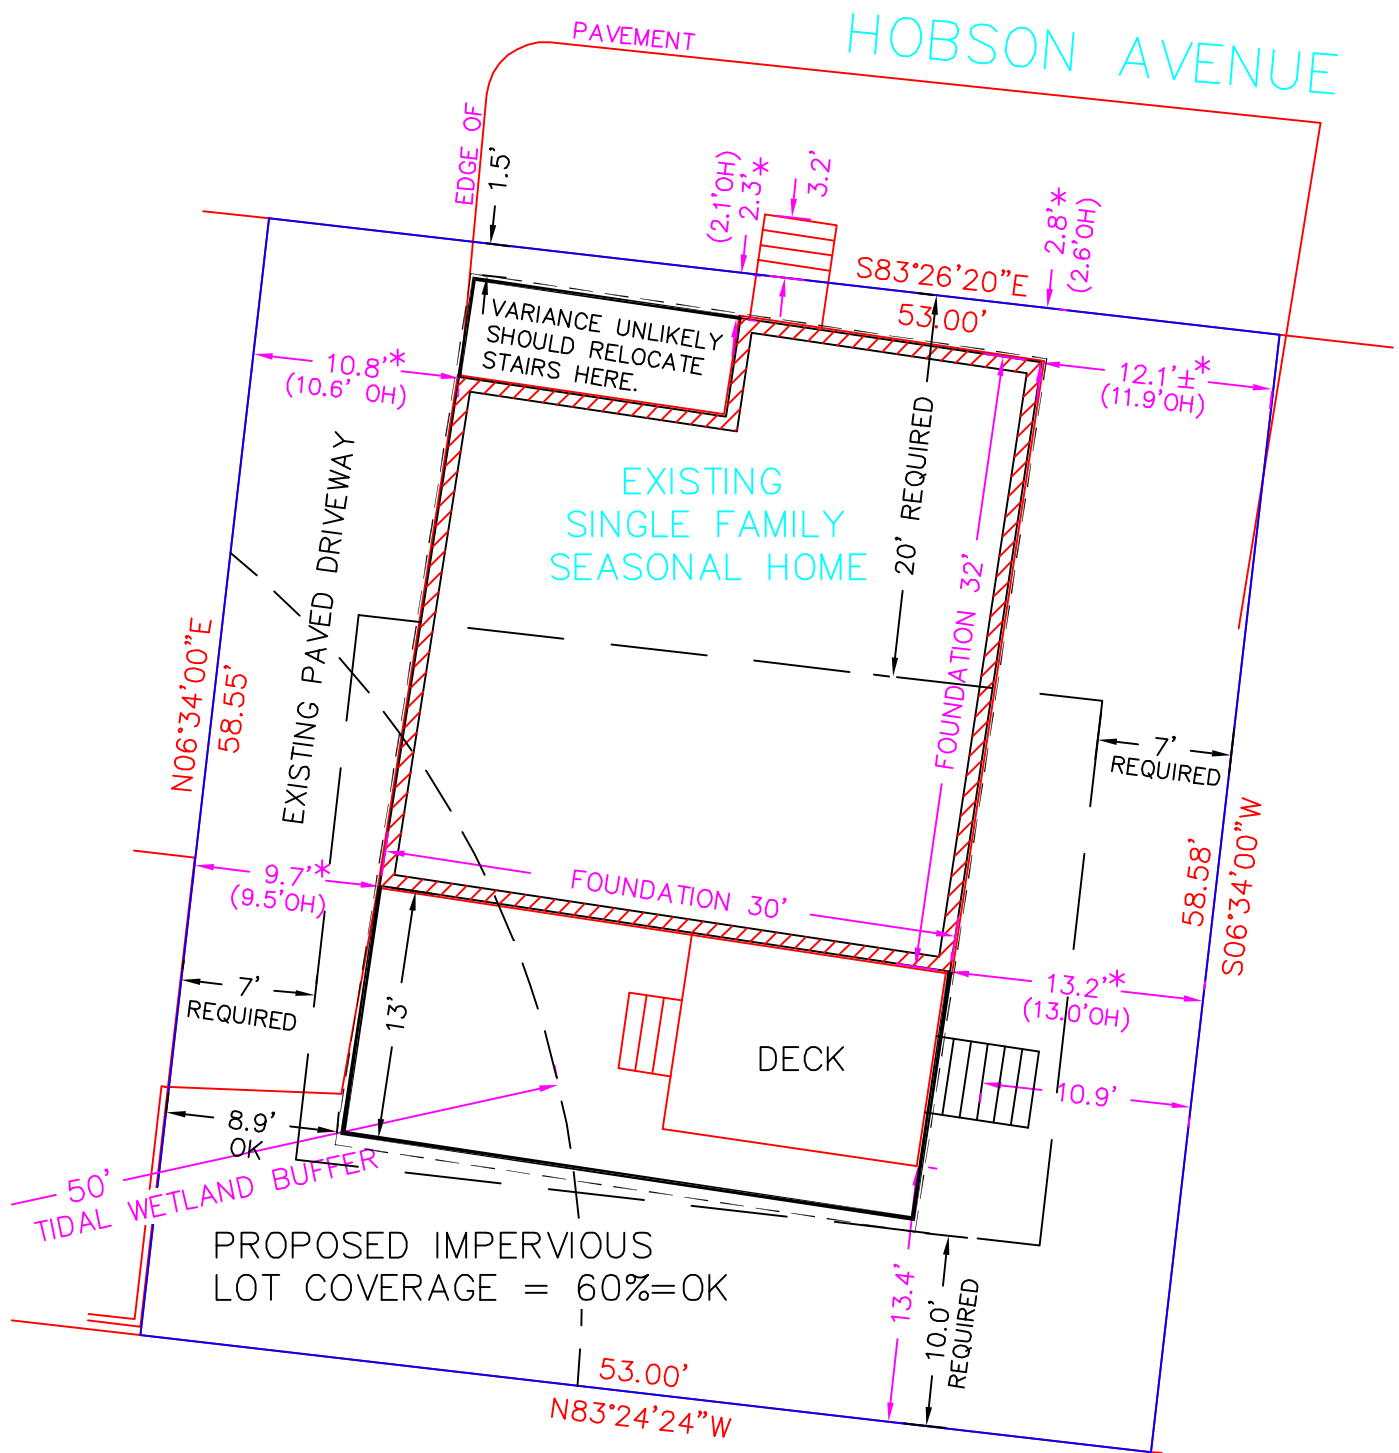 HOBSON AVENUE
PAVEMENT
EDGE OF
1.5'
(2.1'OH)
2.3'*
3.2'
2.8'*
(2.6'OH)
S83°26'20"E
53.00'
VARIANCE UNLIKELY
SHOULD RELOCATE
STAIRS HERE.
10.8'*
(10.6' OH)
12.1'±*
(11.9'OH)
EXISTING
SINGLE FAMILY
SEASONAL HOME
20' REQUIRED
FOUNDATION 32'
EXISTING PAVED DRIVEWAY
N06°34'00"E
58.55'
7'
REQUIRED
58.58'
S06°34'00"W
9.7'*
(9.5'OH)
FOUNDATION 30'
13.2'*
(13.0'OH)
7'
REQUIRED
13'
DECK
10.9'
8.9'
OK
50'
TIDAL WETLAND BUFFER
PROPOSED IMPERVIOUS
LOT COVERAGE = 60%=OK
13.4'
10.0'
REQUIRED
53.00'
N83°24'24"W